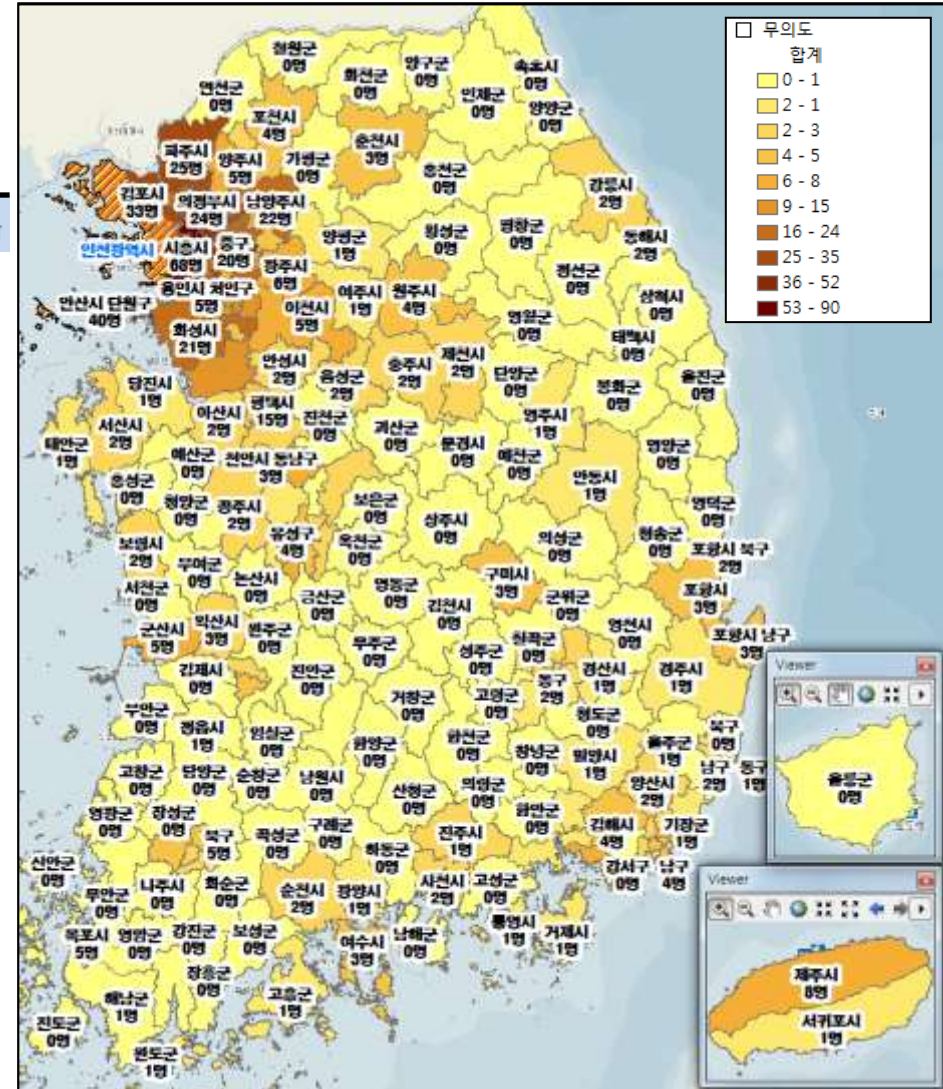 무의도
합계
0 - 1
2 - 1
2 - 3
4 - 5
6 - 8
9 - 15
16 - 24
25 - 35
36 - 52
53 - 90
철원군
0명
화천군
0명
양구군
0명
속초시
0명
연천군
0명
인제군
0명
양양군
0명
포천시
4명
춘천시
3명
파주시
25명
양주시
5명
가평군
0명
홍천군
0명
강릉시
2명
김포시
33명
의정부시
24명
남양주시
22명
양평군
1명
횡성군
0명
평창군
0명
동해시
2명
인천광역시
시흥시
68명
중구
20명
광주시
6명
정선군
0명
용인시 처인구
5명
여주시
1명
원주시
4명
삼척시
0명
안산시 단원구
40명
이천시
5명
영월군
0명
화성시
21명
태백시
0명
안성시
2명
음성군
2명
충주시
2명
제천시
2명
단양군
0명
봉화군
0명
울진군
0명
당진시
1명
서산시
2명
아산시
2명
평택시
15명
진천군
0명
괴산군
0명
문경시
0명
영주시
1명
예천군
0명
영양군
0명
태안군
1명
예산군
0명
천안시 동남구
3명
안동시
1명
홍성군
0명
청양군
0명
공주시
2명
보은군
0명
상주시
0명
영덕군
0명
보령시
2명
유성구
4명
옥천군
0명
의성군
0명
청송군
0명
포항시 북구
2명
부여군
0명
논산시
0명
서천군
0명
금산군
0명
영동군
0명
김천시
0명
구미시
3명
군위군
0명
포항시
3명
군산시
5명
익산시
3명
완주군
0명
무주군
0명
성주군
0명
칠곡군
0명
영천시
0명
포항시 남구
3명
김제시
0명
진안군
0명
거창군
0명
고령군
0명
동구
2명
경산시
1명
경주시
1명
부안군
0명
정읍시
1명
임실군
0명
함양군
0명
합천군
0명
청도군
0명
창녕군
0명
밀양시
1명
울주군
1명
북구
0명
고창군
0명
담양군
0명
순창군
0명
남원시
0명
산청군
0명
의령군
0명
양산시
2명
남구
2명
동구
1명
영광군
0명
장성군
0명
북구
5명
곡성군
0명
구례군
0명
하동군
0명
진주시
1명
함안군
0명
김해시
4명
기장군
1명
신안군
0명
무안군
0명
나주시
0명
화순군
0명
순천시
2명
광양시
1명
사천시
2명
고성군
0명
강서구
0명
남구
4명
목포시
5명
영암군
0명
강진군
0명
보성군
0명
여수시
3명
남해군
0명
통영시
1명
거제시
1명
장흥군
0명
해남군
1명
고흥군
1명
진도군
0명
완도군
1명
Viewer
울릉군
0명
Viewer
제주시
8명
서귀포시
1명